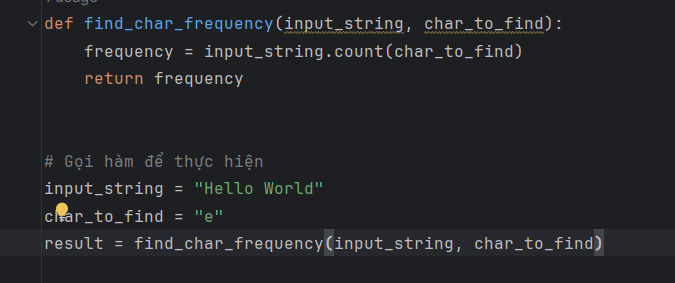 def find_char_frequency(input_string, char_to_find):
    frequency = input_string.count(char_to_find)
    return frequency
# Gọi hàm để thực hiện
input_string = "Hello World"
char_to_find = "e"
result = find_char_frequency(input_string, char_to_find)